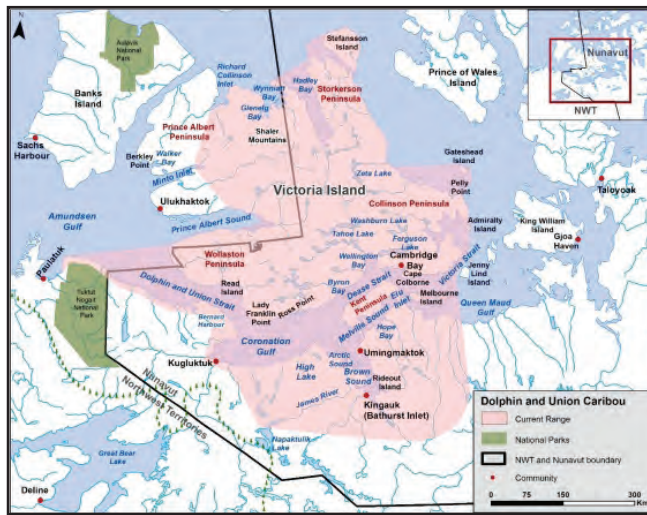 N
Aulavik
National
Park
Banks
Island
Sachs
Harbour
Richard
Collinson
Inlet
Wynniatt
Bay
Glenelg
Bay
Hadley
Bay
Stefansson
Island
Storkerson
Peninsula
Prince of Wales
Island
Nunavut
NWT
Prince Albert
Peninsula
Shaler
Mountains
Berkley
Point
Walker
Bay
Minto Inlet
Ulukhaktok
Victoria Island
Zeta Lake
Gateshead
Island
Pelly
Point
Taloyoak
Collinson Peninsula
Amundsen
Gulf
Prince Albert Sound
Washburn Lake
Tahoe Lake
Ferguson
Lake
Admiralty
Island
King William
Island
Gjoa
Haven
Paulatuk
Wollaston
Peninsula
Wellington
Bay
Cambridge
Bay
Cape
Colborne
Victoria Strait
Jenny
Lind
Island
Tuktut
Nogait
National
Park
Dolphin and Union Strait
Read
Island
Byron
Bay
Dease Strait
Kent
Peninsula
Elu
Inlet
Melbourne
Island
Queen Maud
Gulf
Lady
Franklin
Point
Ross Point
Melville Sound
Hope
Bay
Bernard
Harbour
Coronation
Gulf
Kugluktuk
Arctic
Sound
Umingmaktok
High
Lake
Brown
Sound
Rideout
Island
James River
Kingauk
(Bathurst Inlet)
Nunavut
Northwest Territories
Napaktulik
Lake
Great Bear
Lake
Deline
Dolphin and Union Caribou
Current Range
National Parks
NWT and Nunavut boundary
Community
0 75 150 300
Km